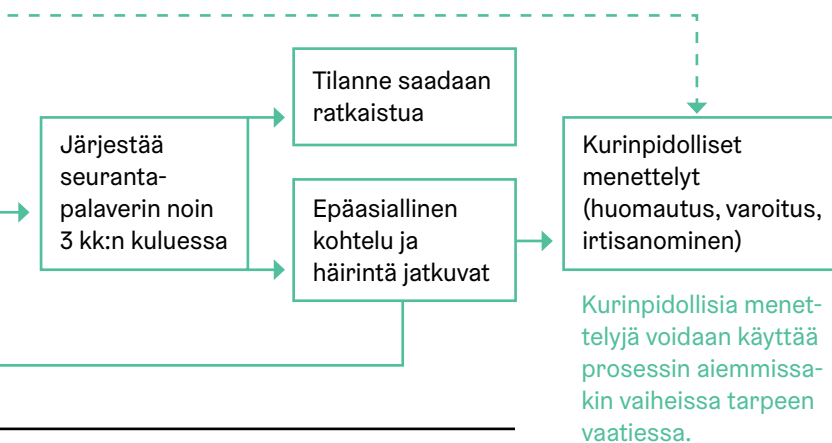 Järjestää
seuranta-
palaverin noin
3 kk:n kuluessa
Tilanne saadaan
ratkaistua
Epäasiallinen
kohtelu ja
häirintä jatkuvat
Kurinpidolliset
menettelyt
(huomautus, varoitus,
irtisanominen)
Kurinpidollisia menet-
telyjä voidaan käyttää
prosessin aiemmissa-
kin vaiheissa tarpeen
vaatiessa.